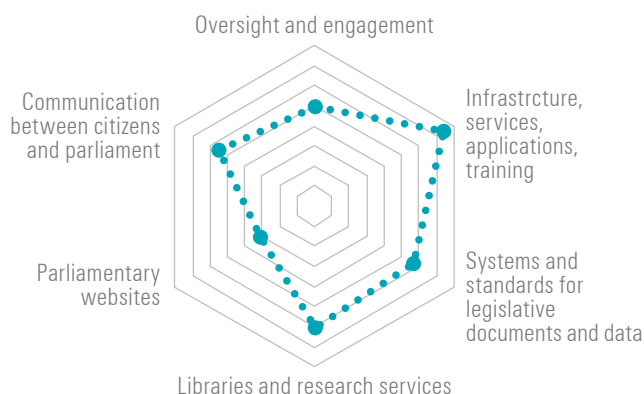 Oversight and engagement
Communication
between citizens
and parliament
Infrastrcture,
services,
applications,
training
Parliamentary
websites
Systems and
standards for
legislative
documents and data
Libraries and research services